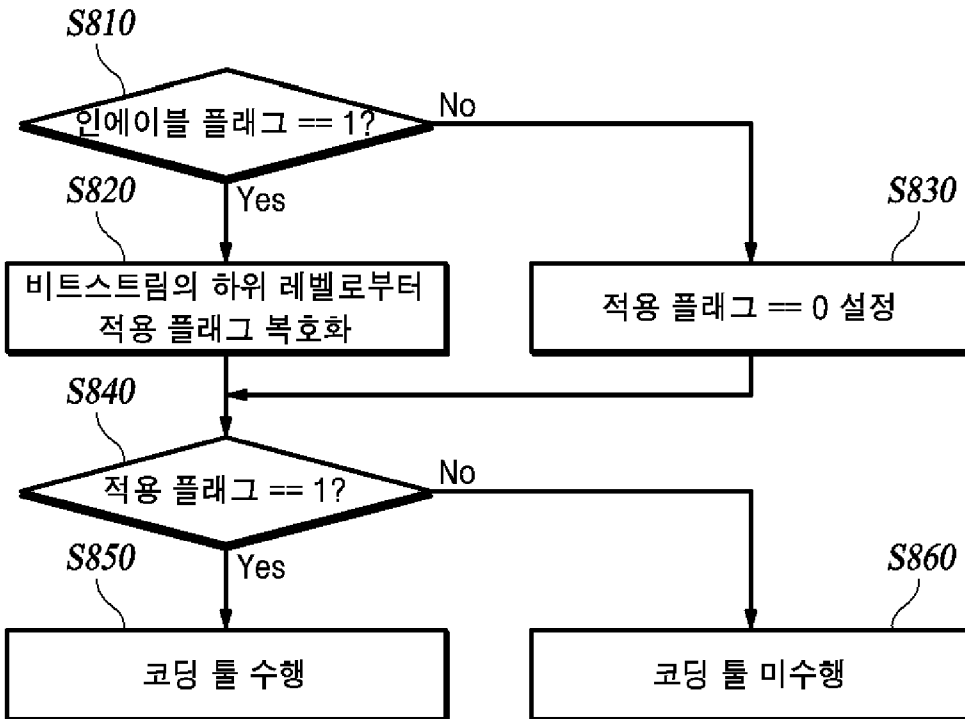 S810
인에이블 플래그 == 1?
No
Yes
S820
S830
비트스트림의 하위 레벨로부터
적용 플래그 복호화
적용 플래그 == 0 설정
S840
적용 플래그 == 1?
No
Yes
S850
S860
코딩 툴 수행
코딩 툴 미수행